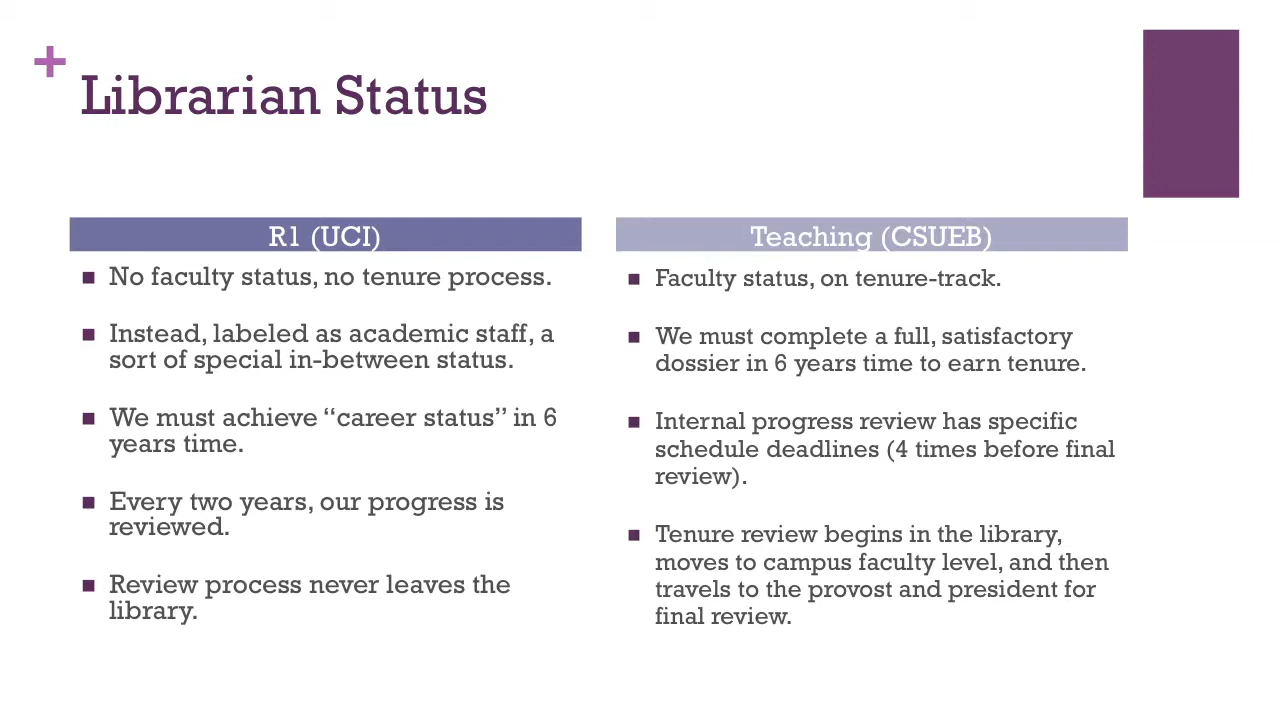 +
Librarian Status
R1 (UCI)
■ No faculty status, no tenure process.
■ Instead, labeled as academic staff, a
sort of special in-between status.
■ We must achieve “career status” in 6
years time.
■ Every two years, our progress is
reviewed.
■ Review process never leaves the
library.
Teaching (CSUEB)
■ Faculty status, on tenure-track.
■ We must complete a full, satisfactory
dossier in 6 years time to earn tenure.
■ Internal progress review has specific
schedule deadlines (4 times before final
review).
■ Tenure review begins in the library,
moves to campus faculty level, and then
travels to the provost and president for
final review.